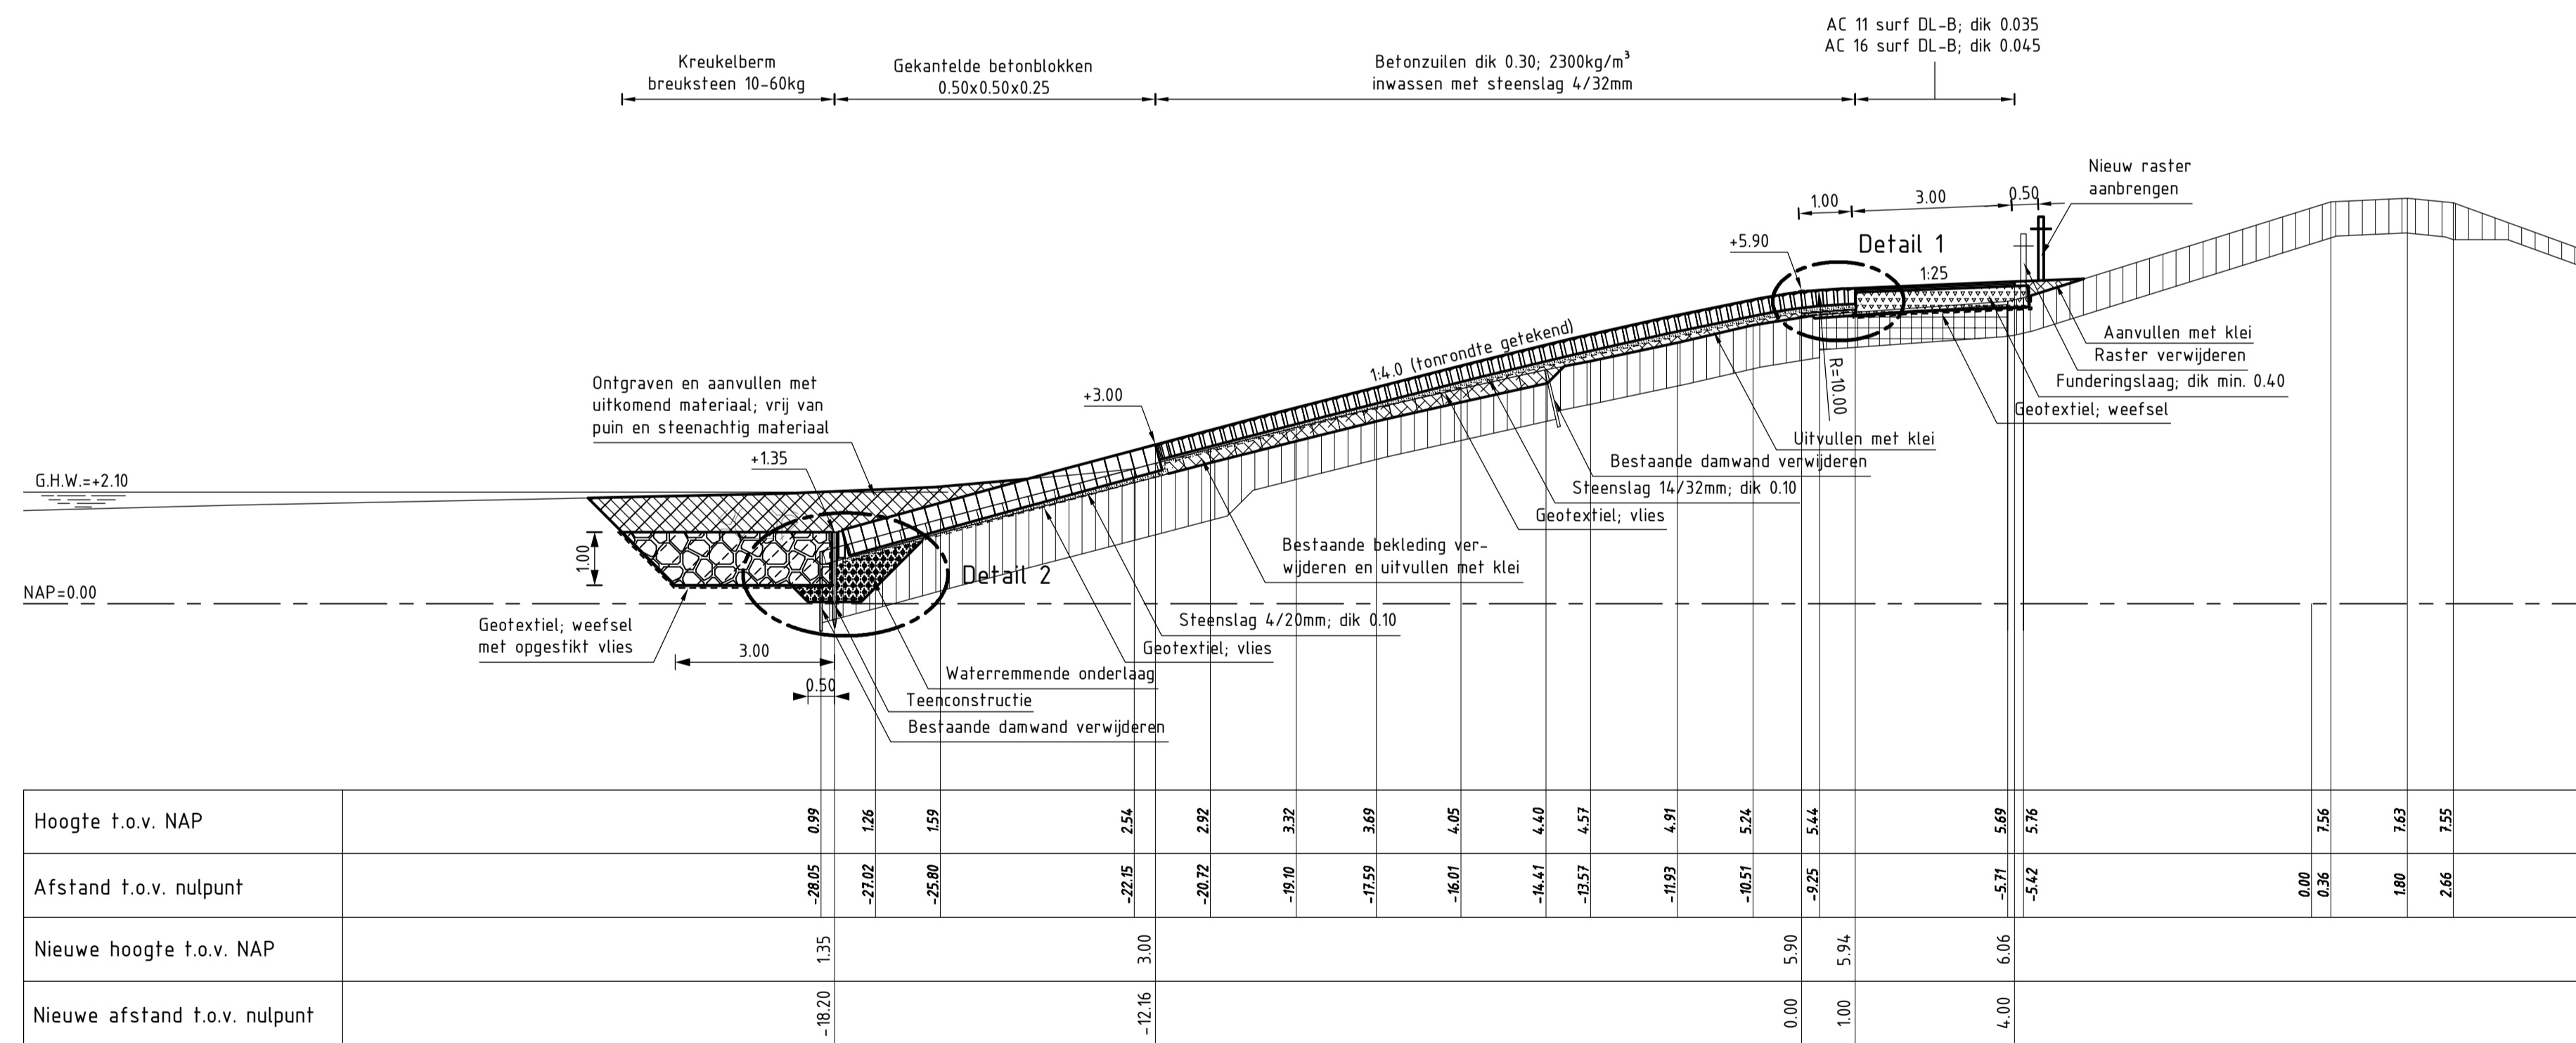 AC 11 surf DL-B; dik 0.035
AC 16 surf DL-B; dik 0.045
Kreukelberm
breuksteen 10-60kg
Gekantelde betonblokken
0.50x0.50x0.25
Betonzuilen dik 0.30; 2300kg/m³
inwassen met steenslag 4/32mm
Nieuw raster
aanbrengen
1.00
3.00
0.50
+5.90
Detail 1
1:25
1:4.0 (tonrondte getekend)
R=10.00
Aanvullen met klei
Raster verwijderen
Funderingslaag; dik min. 0.40
Geotextiel; weefsel
Uitvullen met klei
Bestaande damwand verwijderen
Steenslag 14/32mm; dik 0.10
Geotextiel; vlies
Bestaande bekleding ver-
wijderen en uitvullen met klei
Ontgraven en aanvullen met
uitkomend materiaal; vrij van
puin en steenachtig materiaal
+3.00
+1.35
G.H.W.=+2.10
1.00
NAP=0.00
Detail 2
Geotextiel; weefsel
met opgestikt vlies
3.00
0.50
Steenslag 4/20mm; dik 0.10
Geotextiel; vlies
Waterremmende onderlaag
Teenconstructie
Bestaande damwand verwijderen
Hoogte t.o.v. NAP 0.99 1.26 1.59 2.54 2.92 3.32 3.69 4.05 4.40 4.57 4.91 5.24 5.44 5.69 5.76 7.56 7.63 7.55
Afstand t.o.v. nulpunt -28.05 -27.02 -25.80 -22.15 -20.72 -19.10 -17.59 -16.01 -14.41 -13.57 -11.93 -10.51 -9.25 -5.71 -5.42 0.00 0.36 1.80 2.66
Nieuwe hoogte t.o.v. NAP 1.35 3.00 5.90 5.94 6.06
Nieuwe afstand t.o.v. nulpunt -18.20 -12.16 0.00 1.00 4.00